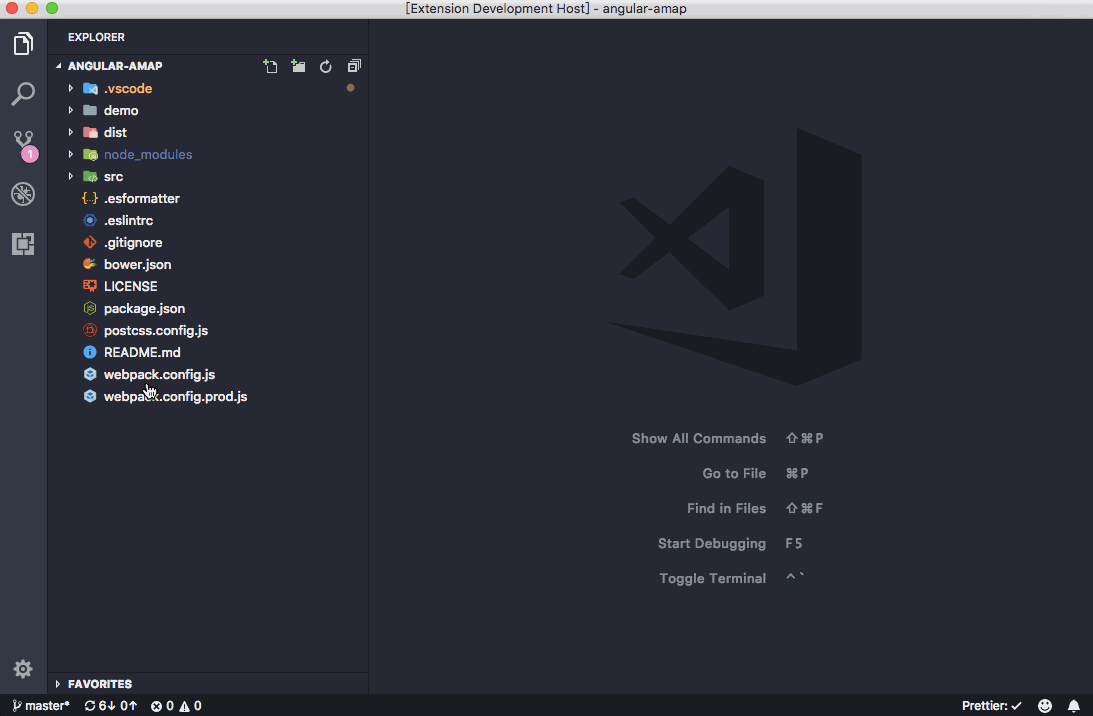 [Extension Development Host] - angular-amap
EXPLORER
ANGULAR-AMAP
.vscode
demo
dist
node_modules
src
.esformatter
.eslintrc
.gitignore
bower.json
LICENSE
package.json
postcss.config.js
README.md
webpack.config.js
webpack.config.prod.js
1
Show All Commands ⇧⌘P
Go to File ⌘P
Find in Files ⇧⌘F
Start Debugging F5
Toggle Terminal ^`
FAVORITES
master* 6↓ 0↑ 0 0 Prettier: ✓